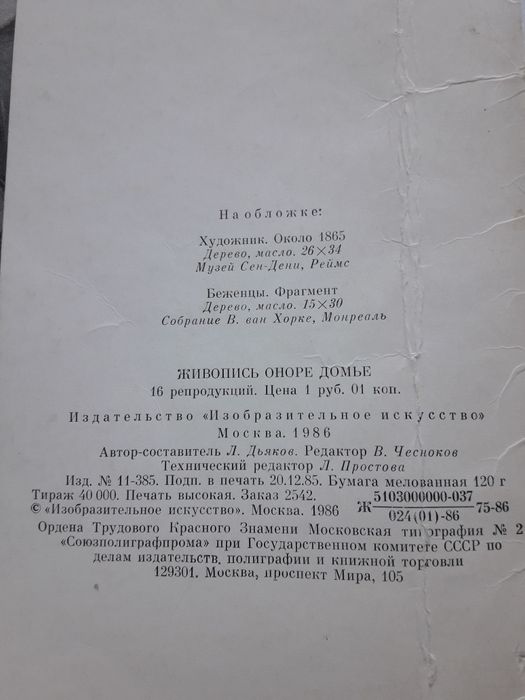 На обложке:
Художник. Около 1865
Дерево, масло. 26×34
Музей Сен-Дени, Реймс
Беженцы. Фрагмент
Дерево, масло. 15×30
Собрание В. ван Хорке, Монреаль
ЖИВОПИСЬ ОНОРЕ ДОМЬЕ
16 репродукций. Цена 1 руб. 01 коп.
Издательство «Изобразительное искусство»
Москва. 1986
Автор-составитель Л. Дьяков. Редактор В. Чесноков
Технический редактор Л. Простова
Изд. № 11-385. Подп. в печать 20.12.85. Бумага мелованная 120 г
Тираж 40 000. Печать высокая. Заказ 2542.
© «Изобразительное искусство». Москва. 1986
Ж 5103000000-037 / 024(01)-86 75-86
Ордена Трудового Красного Знамени Московская типография № 2
«Союзполиграфпрома» при Государственном комитете СССР по
делам издательств, полиграфии и книжной торговли
129301. Москва, проспект Мира, 105